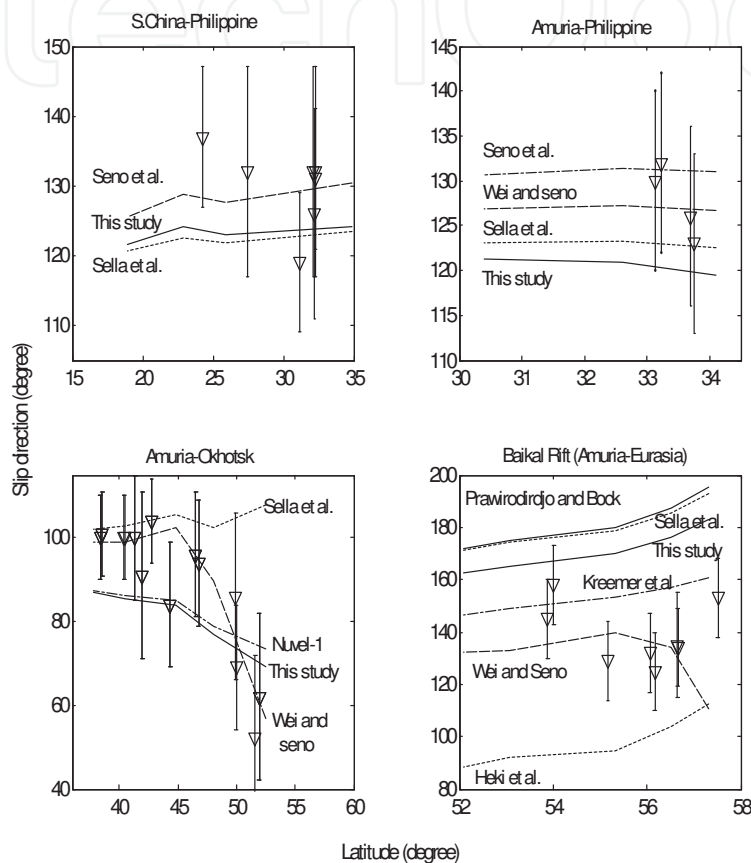 S.China-Philippine
150
140
130
120
110
Seno et al.
This study
Sella et al.
15 20 25 30 35
Amuria-Philippine
145
140
135
130
125
120
115
110
Seno et al.
Wei and seno
Sella et al.
This study
30 31 32 33 34
Slip direction (degree)
Amuria-Okhotsk
100
80
60
40
Sella et al.
Nuvel-1
This study
Wei and
seno
40 45 50 55 60
Baikal Rift (Amuria-Eurasia)
200
180
160
140
120
100
80
Prawirodirdjo and Bock
Sella et al.
This study
Kreemer et al.
Wei and Seno
Heki et al.
52 54 56 58
Latitude (degree)